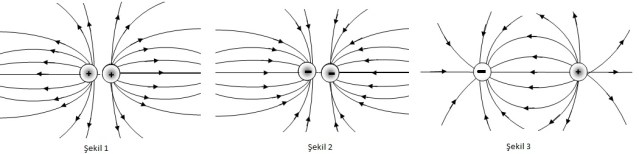 + +
- -
- +
Şekil 1
Şekil 2
Şekil 3